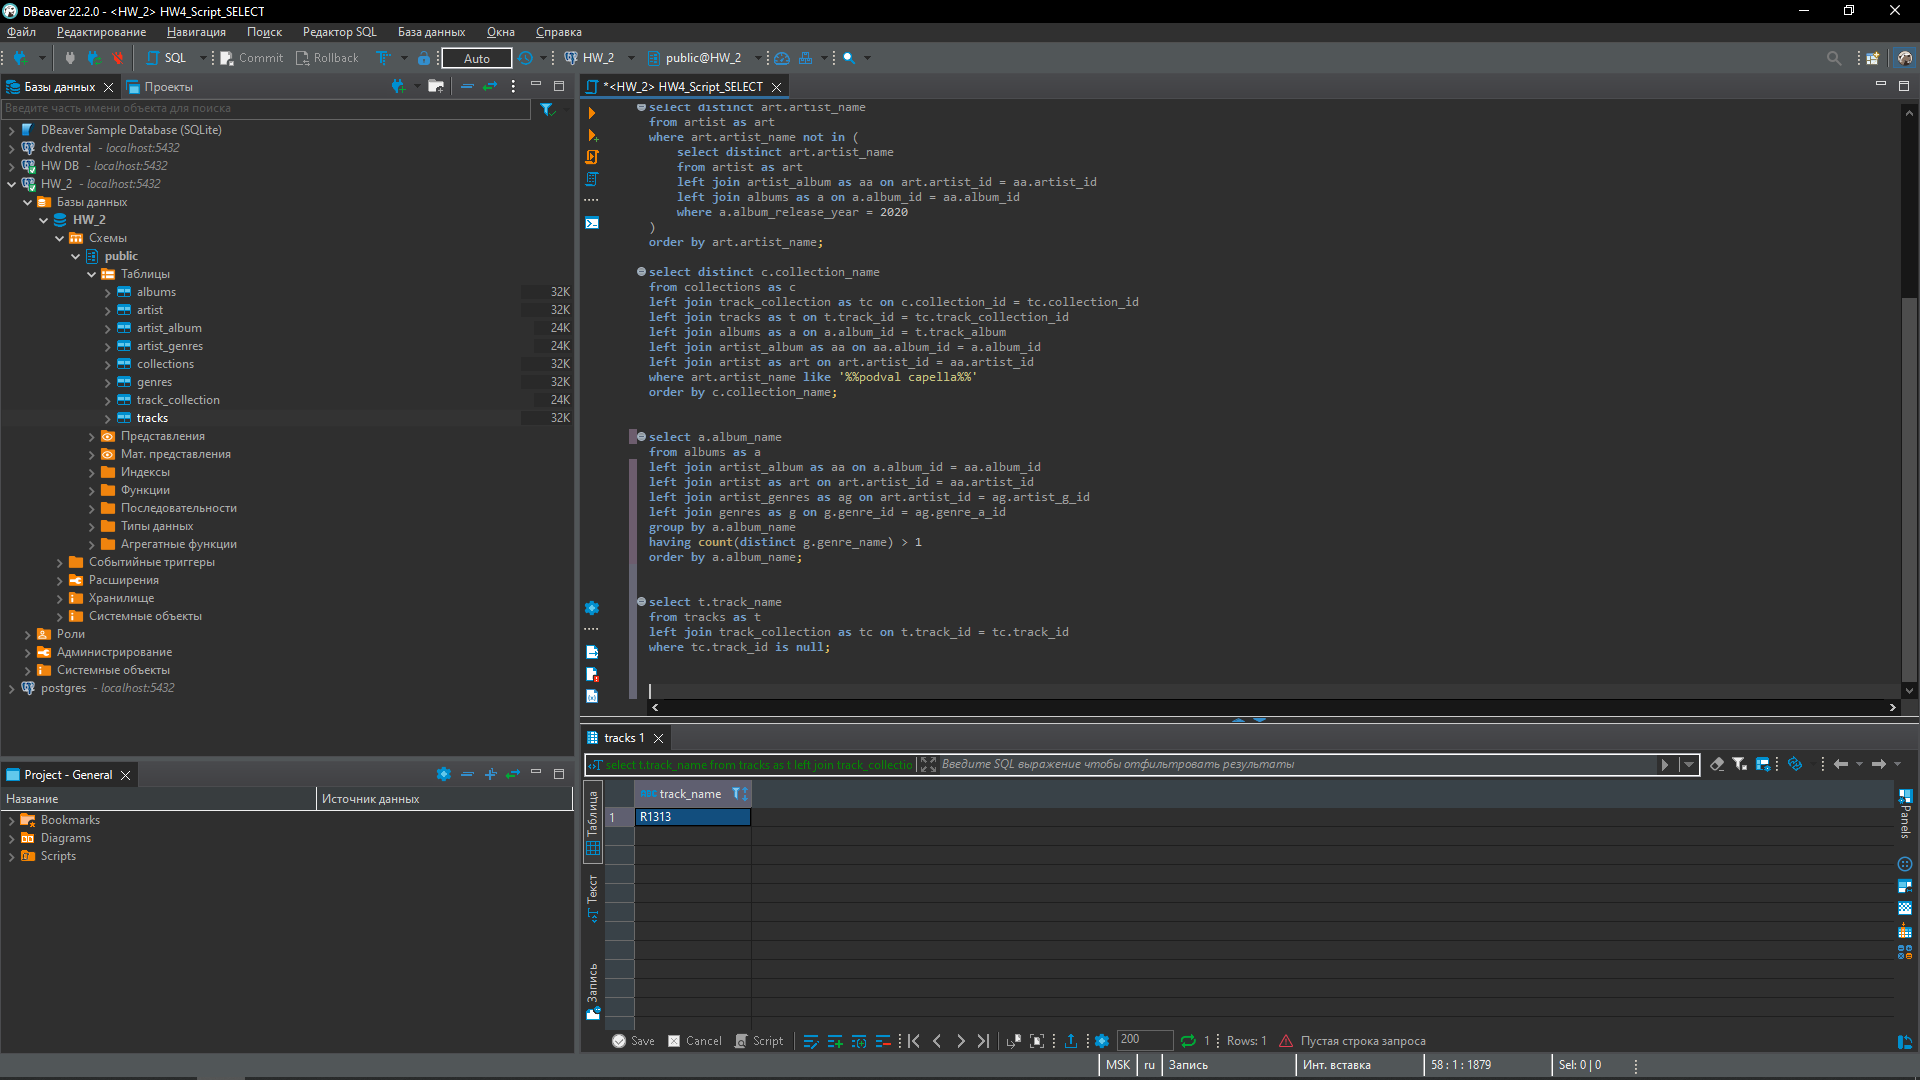 DBeaver 22.2.0 - <HW_2> HW4_Script_SELECT
Файл Редактирование Навигация Поиск Редактор SQL База данных Окна Справка
SQL Commit Rollback Auto HW_2 public@HW_2
Базы данных Проекты
Введите часть имени объекта для поиска
DBeaver Sample Database (SQLite)
dvdrental - localhost:5432
HW DB - localhost:5432
HW_2 - localhost:5432
Базы данных
HW_2
Схемы
public
Таблицы
albums 32K
artist 32K
artist_album 24K
artist_genres 24K
collections 32K
genres 32K
track_collection 24K
tracks 32K
Представления
Мат. представления
Индексы
Функции
Последовательности
Типы данных
Агрегатные функции
Событийные триггеры
Расширения
Хранилище
Системные объекты
Роли
Администрирование
Системные объекты
postgres - localhost:5432
Project - General
Название Источник данных
Bookmarks
Diagrams
Scripts
*<HW_2> HW4_Script_SELECT
select distinct art.artist_name
from artist as art
where art.artist_name not in (
select distinct art.artist_name
from artist as art
left join artist_album as aa on art.artist_id = aa.artist_id
left join albums as a on a.album_id = aa.album_id
where a.album_release_year = 2020
)
order by art.artist_name;
select distinct c.collection_name
from collections as c
left join track_collection as tc on c.collection_id = tc.collection_id
left join tracks as t on t.track_id = tc.track_collection_id
left join albums as a on a.album_id = t.track_album
left join artist_album as aa on aa.album_id = a.album_id
left join artist as art on art.artist_id = aa.artist_id
where art.artist_name like '%%podval capella%%'
order by c.collection_name;
select a.album_name
from albums as a
left join artist_album as aa on a.album_id = aa.album_id
left join artist as art on art.artist_id = aa.artist_id
left join artist_genres as ag on art.artist_id = ag.artist_g_id
left join genres as g on g.genre_id = ag.genre_a_id
group by a.album_name
having count(distinct g.genre_name) > 1
order by a.album_name;
select t.track_name
from tracks as t
left join track_collection as tc on t.track_id = tc.track_id
where tc.track_id is null;
tracks 1
select t.track_name from tracks as t left join track_collectio Введите SQL выражение чтобы отфильтровать результаты
Таблица
Текст
Запись
track_name
1 R1313
Panels
Save Cancel Script 200 1 Rows: 1 Пустая строка запроса
MSK ru Запись Инт. вставка 58 : 1 : 1879 Sel: 0 | 0